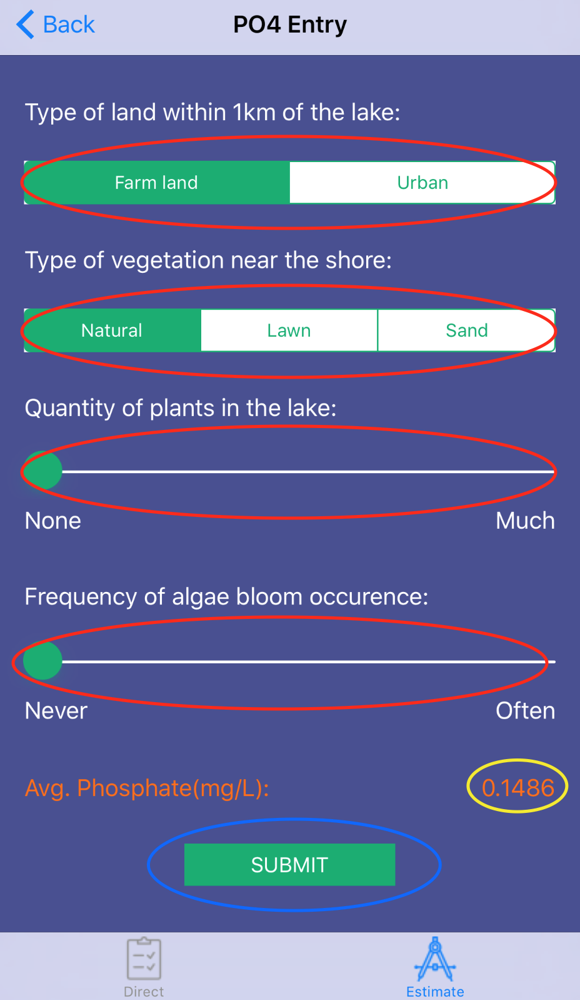 Back PO4 Entry
Type of land within 1km of the lake:
Farm land Urban
Type of vegetation near the shore:
Natural Lawn Sand
Quantity of plants in the lake:
None Much
Frequency of algae bloom occurence:
Never Often
Avg. Phosphate(mg/L): 0.1486
SUBMIT
Direct Estimate